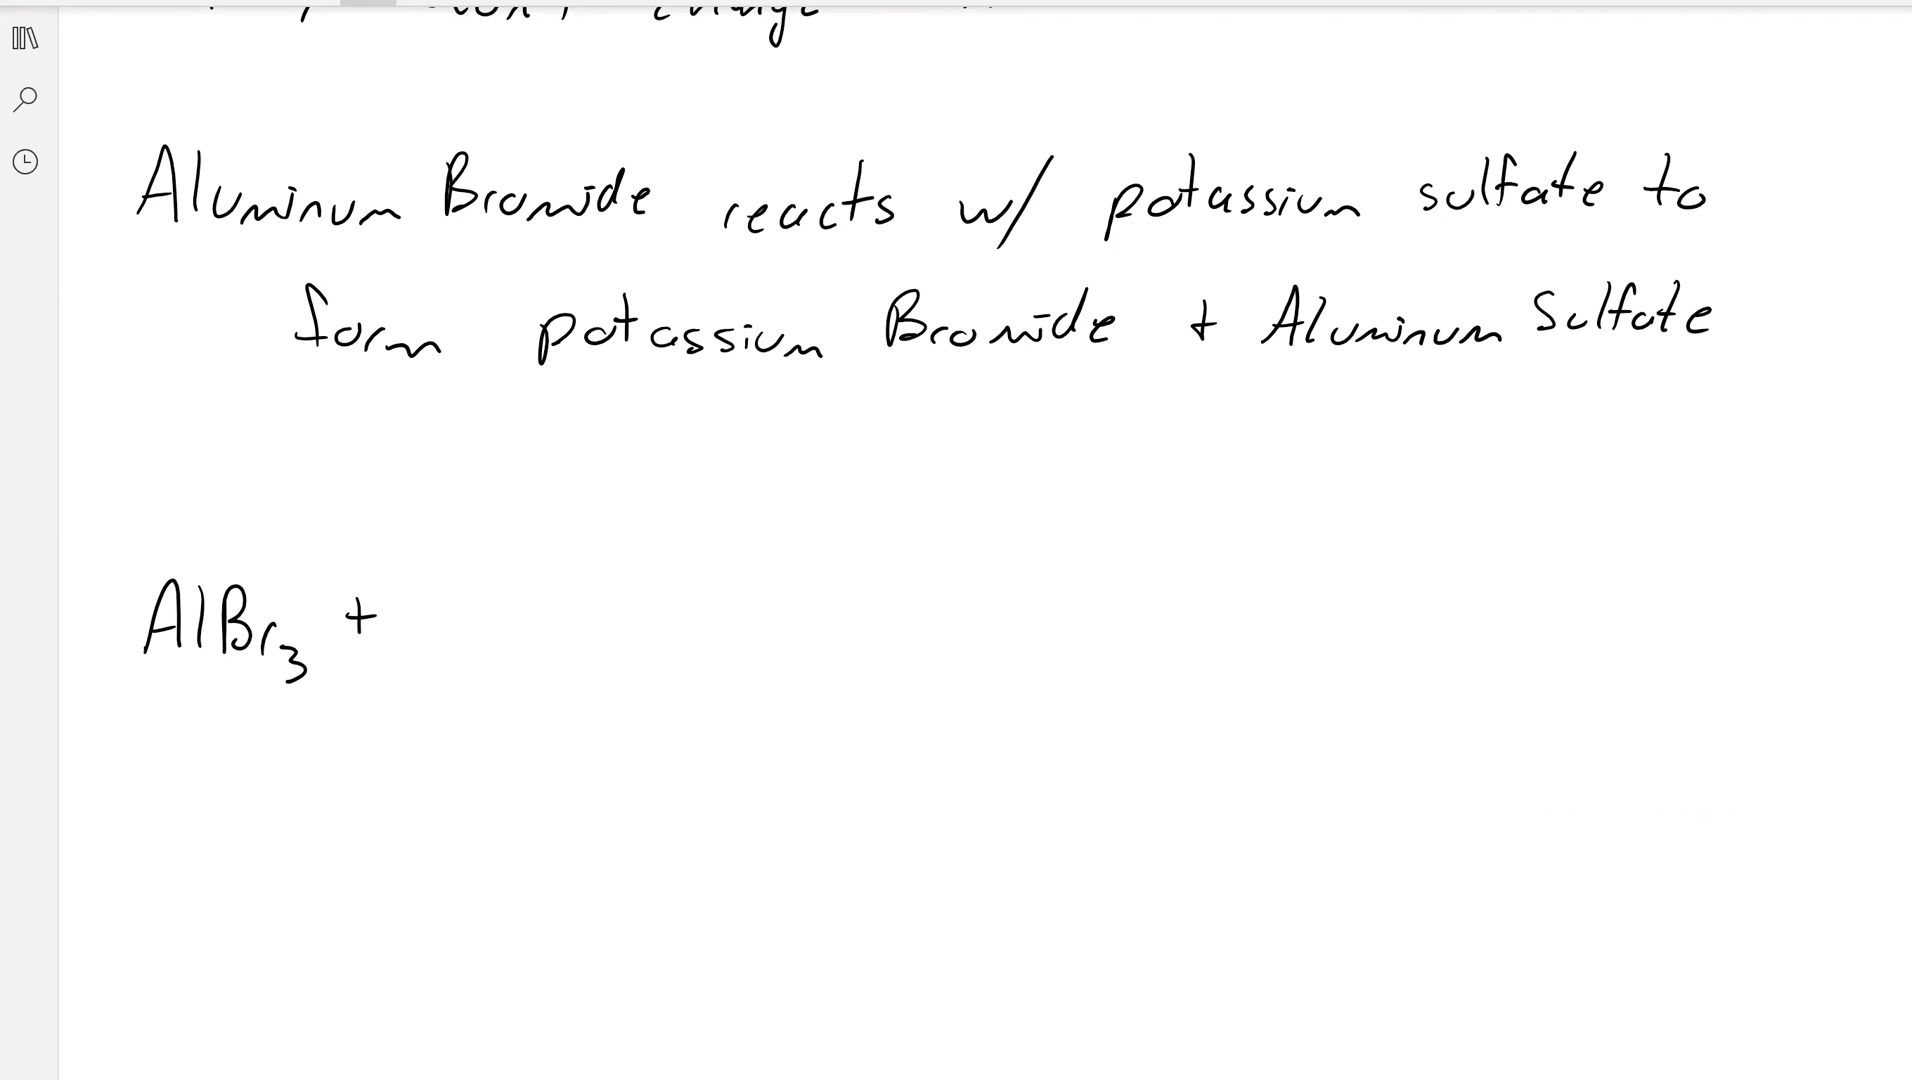 Aluminum Bromide reacts w/ potassium sulfate to
form potassium Bromide + Aluminum Sulfate
AlBr₃ +